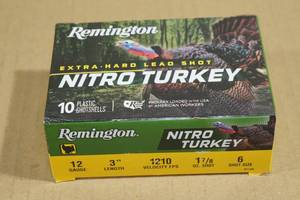 Remington
EXTRA-HARD LEAD SHOT
NITRO TURKEY
10 PLASTIC SHOTSHELLS
PROUDLY LOADED IN THE USA
BY AMERICAN WORKERS
Remington
NITRO TURKEY
12 3" 1210 1 7/8 6
GAUGE LENGTH VELOCITY FPS OZ. SHOT SHOT SIZE